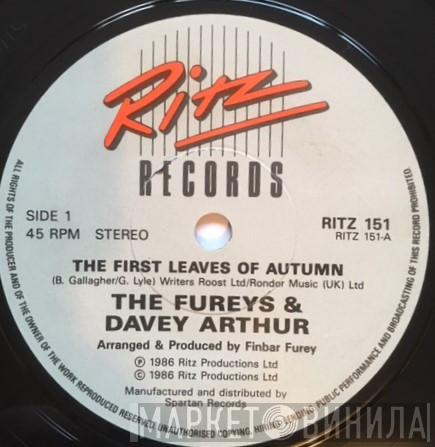 Ritz
RECORDS
SIDE 1
45 RPM STEREO
RITZ 151
RITZ 151-A
THE FIRST LEAVES OF AUTUMN
(B. Gallagher/G. Lyle) Writers Roost Ltd/Rondor Music (UK) Ltd
THE FUREYS &
DAVEY ARTHUR
Arranged & Produced by Finbar Furey
℗ 1986 Ritz Productions Ltd
© 1986 Ritz Productions Ltd
Manufactured and distributed by
Spartan Records
ALL RIGHTS OF THE PRODUCER AND OF THE OWNER OF THE WORK REPRODUCED RESERVED. UNAUTHORISED COPYING, HIRING, LENDING, PUBLIC PERFORMANCE AND BROADCASTING OF THIS RECORD PROHIBITED.
МАРКЕТ ВИНИЛА